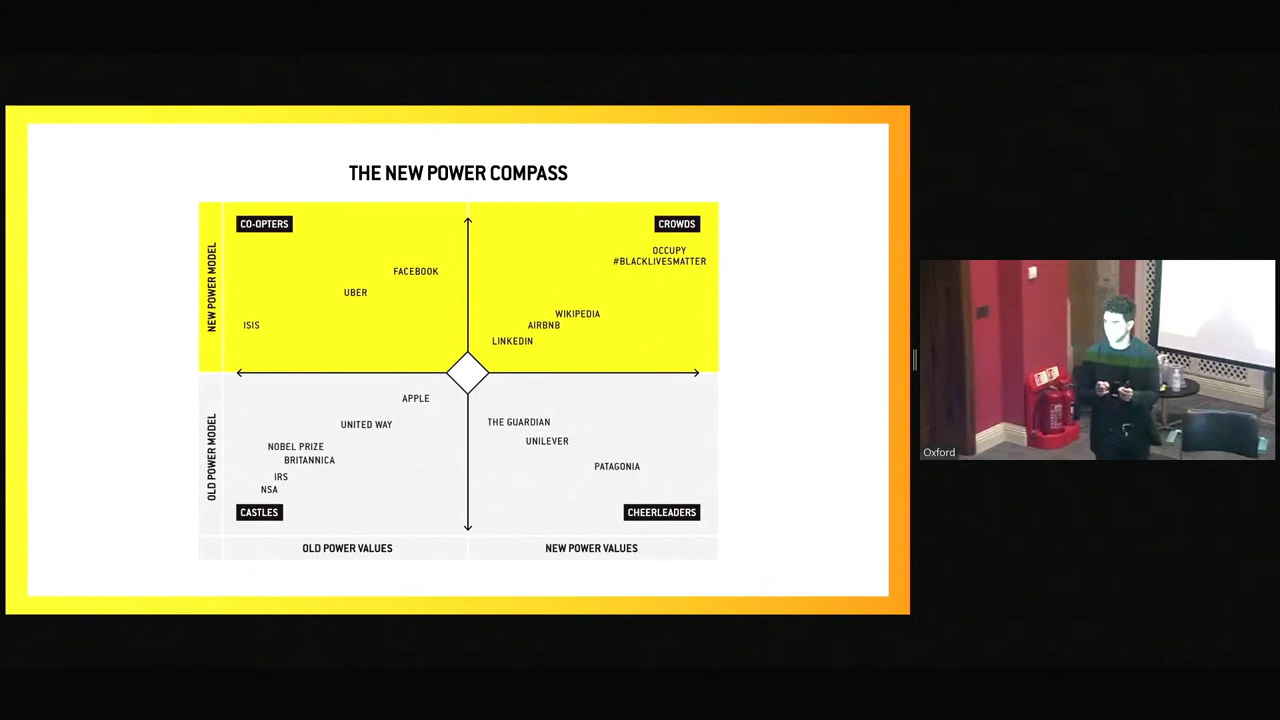 THE NEW POWER COMPASS
CO-OPTERS
CROWDS
NEW POWER MODEL
OCCUPY
#BLACKLIVESMATTER
FACEBOOK
UBER
ISIS
WIKIPEDIA
AIRBNB
LINKEDIN
OLD POWER MODEL
APPLE
UNITED WAY
NOBEL PRIZE
BRITANNICA
IRS
NSA
THE GUARDIAN
UNILEVER
PATAGONIA
CASTLES
CHEERLEADERS
OLD POWER VALUES
NEW POWER VALUES
Oxford